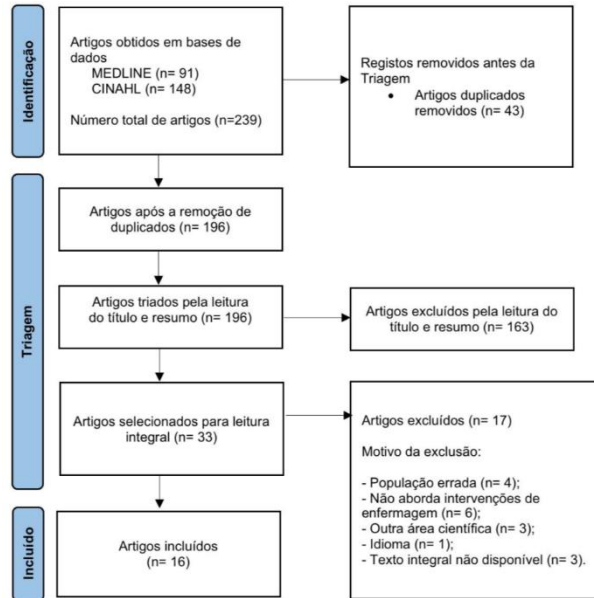 Identificação
Artigos obtidos em bases de
dados
MEDLINE (n= 91)
CINAHL (n= 148)
Número total de artigos (n=239)
Registos removidos antes da
Triagem
• Artigos duplicados
removidos (n= 43)
Triagem
Artigos após a remoção de
duplicados (n= 196)
Artigos triados pela leitura
do título e resumo (n= 196)
Artigos excluídos pela leitura do
título e resumo (n= 163)
Artigos selecionados para leitura
integral (n= 33)
Artigos excluídos (n= 17)
Motivo da exclusão:
- População errada (n= 4);
- Não aborda intervenções de
enfermagem (n= 6);
- Outra área científica (n= 3);
- Idioma (n= 1);
- Texto integral não disponível (n= 3).
Incluído
Artigos incluídos
(n= 16)